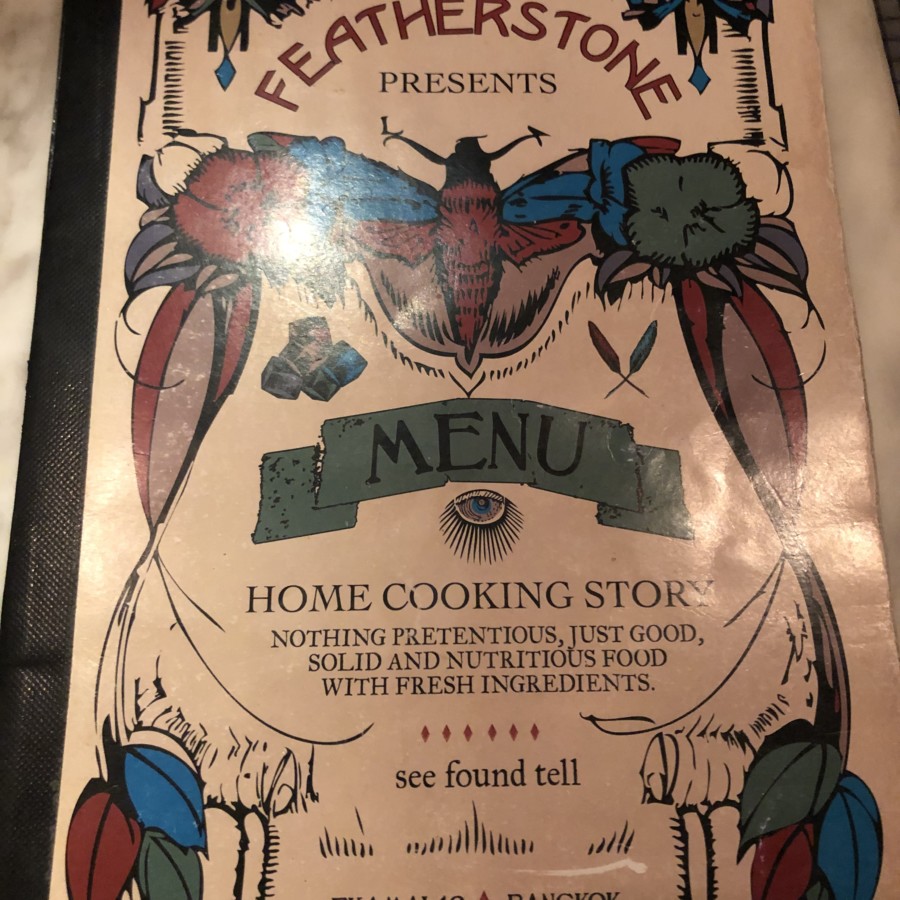 FEATHERSTONE
PRESENTS
MENU
HOME COOKING STORY
NOTHING PRETENTIOUS, JUST GOOD,
SOLID AND NUTRITIOUS FOOD
WITH FRESH INGREDIENTS.
see found tell
BANGKOK